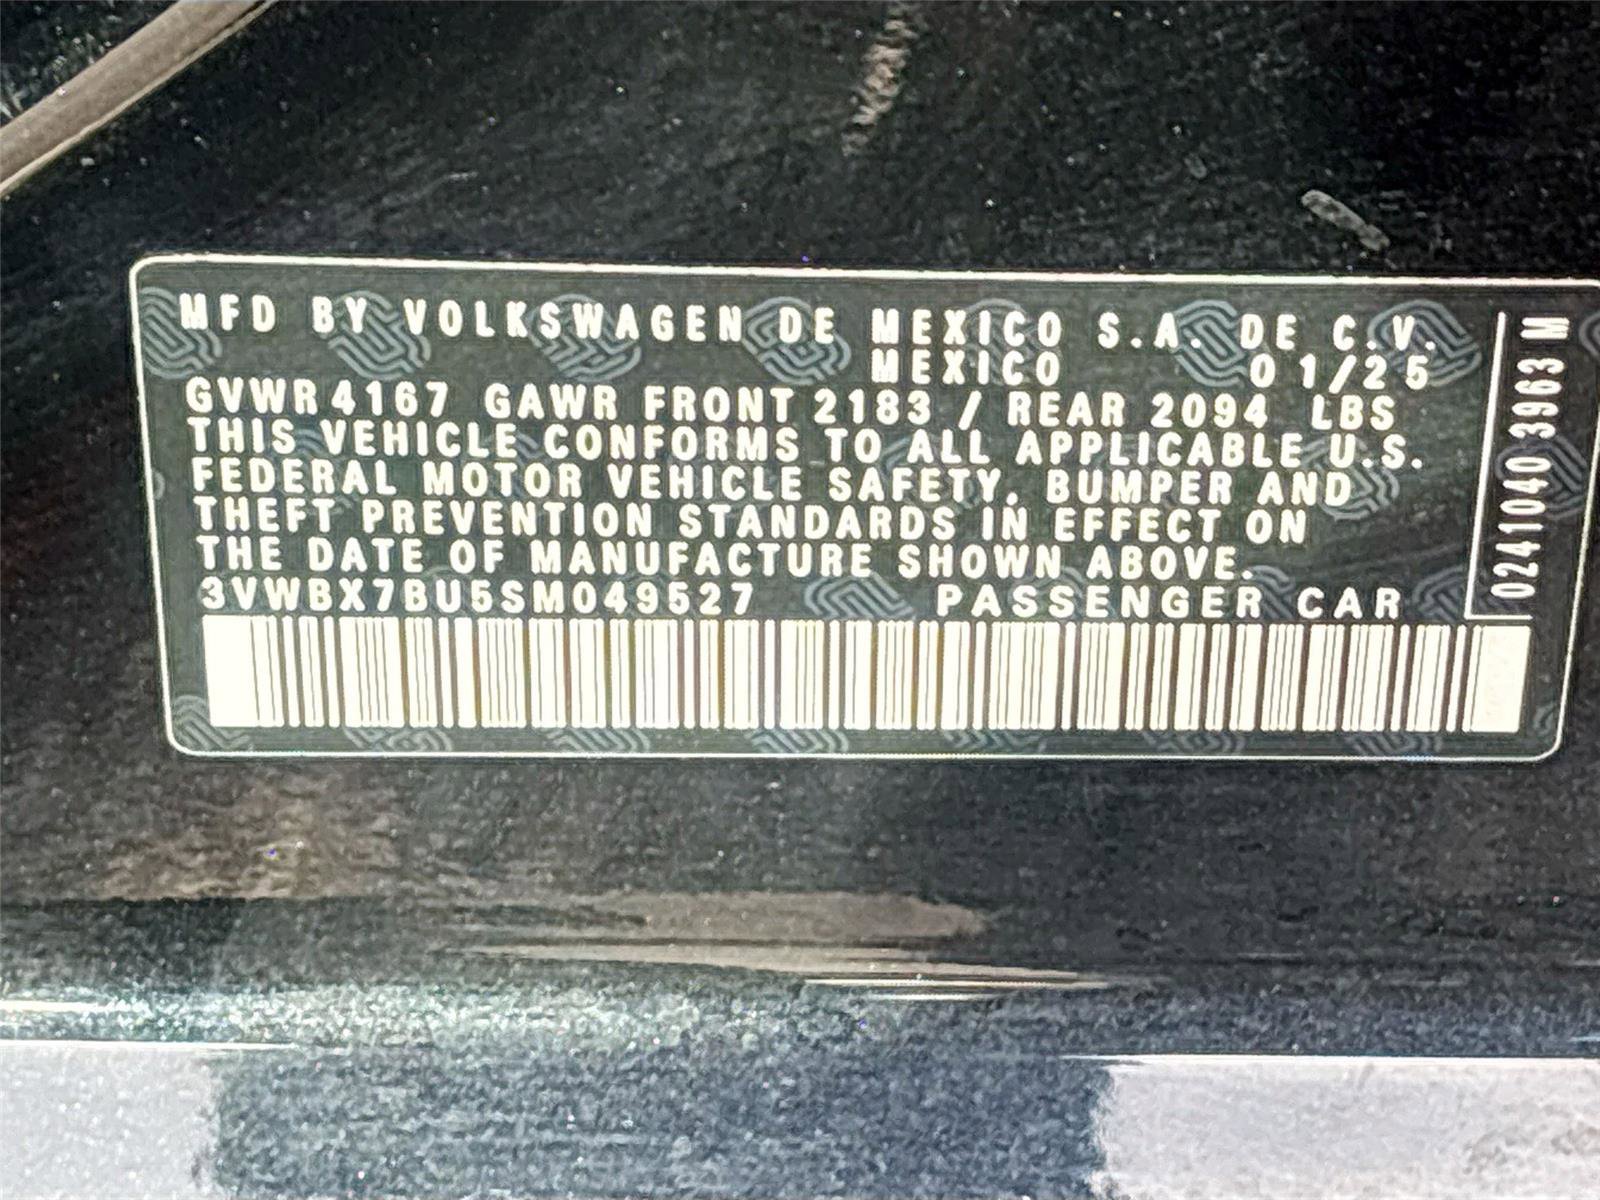 MFD BY VOLKSWAGEN DE MEXICO S.A. DE C.V.
MEXICO 01/25
GVWR 4167 GAWR FRONT 2183 / REAR 2094 LBS
THIS VEHICLE CONFORMS TO ALL APPLICABLE U.S.
FEDERAL MOTOR VEHICLE SAFETY, BUMPER AND
THEFT PREVENTION STANDARDS IN EFFECT ON
THE DATE OF MANUFACTURE SHOWN ABOVE.
3VWBX7BU5SM049527 PASSENGER CAR
0241040 3963 M